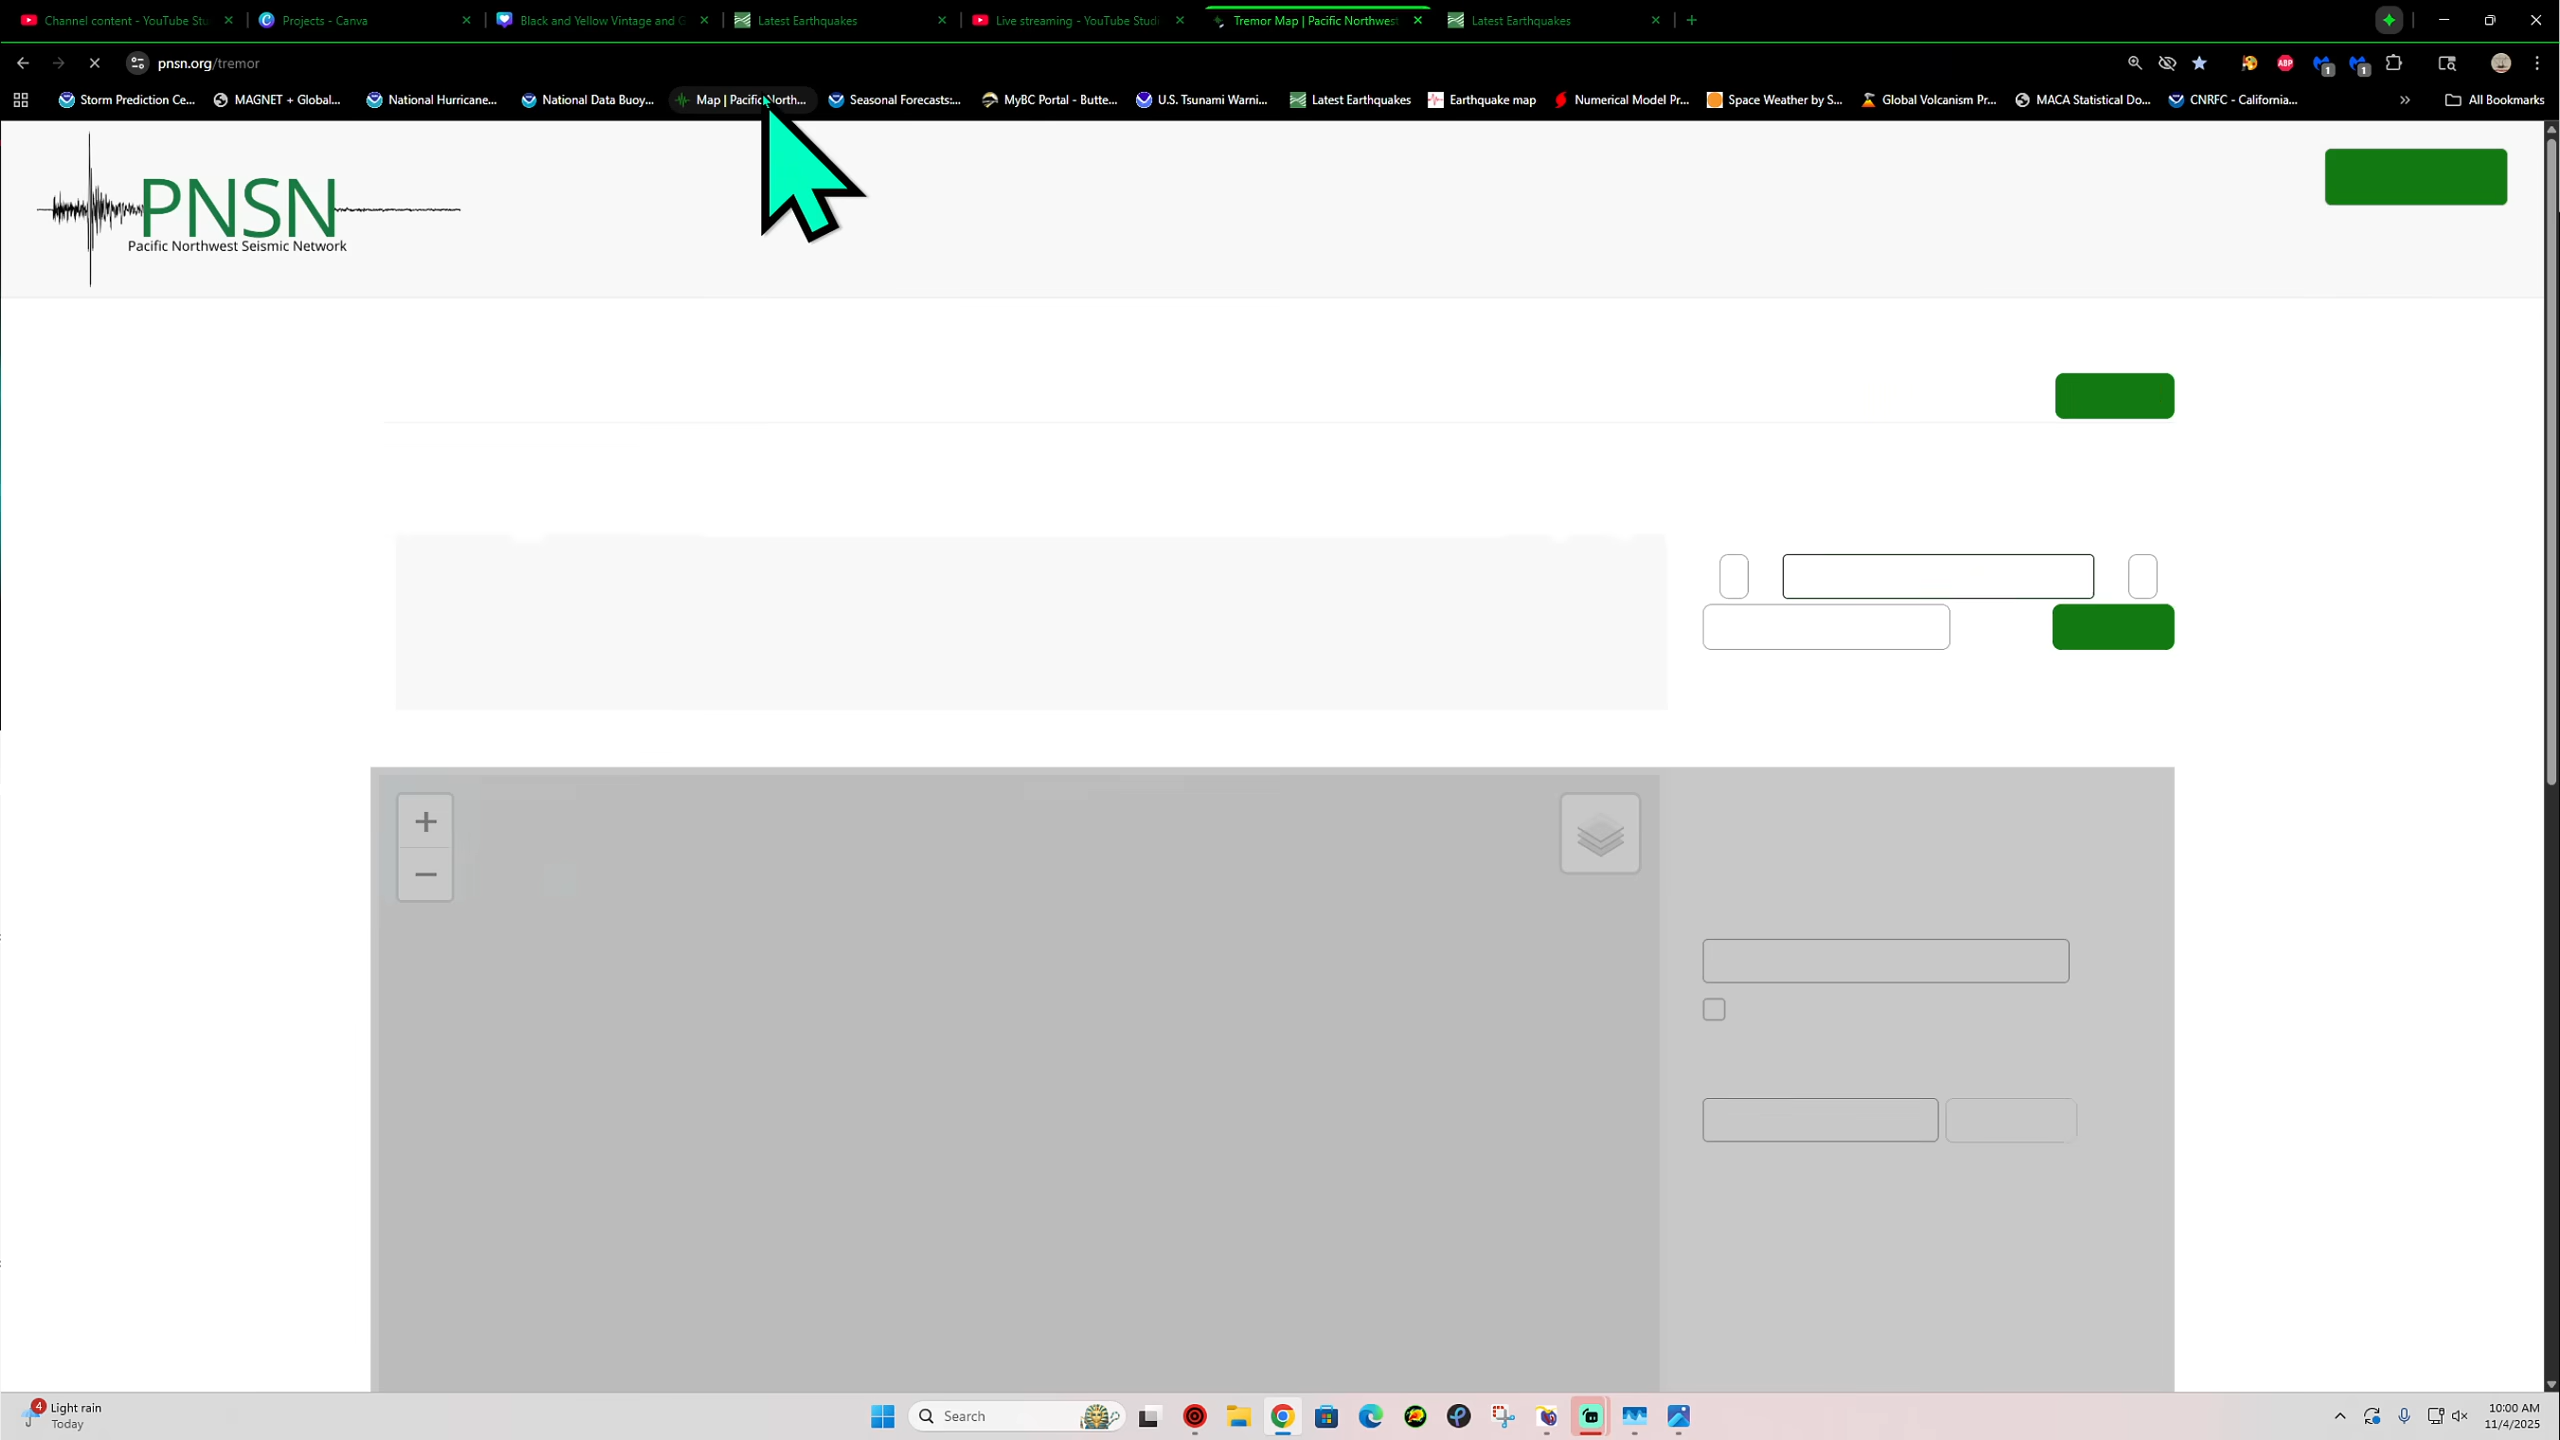 Channel content - YouTube Stu
Projects - Canva
Black and Yellow Vintage and G
Latest Earthquakes
Live streaming - YouTube Studi
Tremor Map | Pacific Northwest
Latest Earthquakes
pnsn.org/tremor
Storm Prediction Ce...
MAGNET + Global...
National Hurricane...
National Data Buoy...
Map | Pacific North...
Seasonal Forecasts:...
MyBC Portal - Butte...
U.S. Tsunami Warni...
Latest Earthquakes
Earthquake map
Numerical Model Pr...
Space Weather by S...
Global Volcanism Pr...
MACA Statistical Do...
CNRFC - California...
All Bookmarks
ABP
1
1
PNSN
Pacific Northwest Seismic Network
+
−
4
Light rain
Today
Search
10:00 AM
11/4/2025